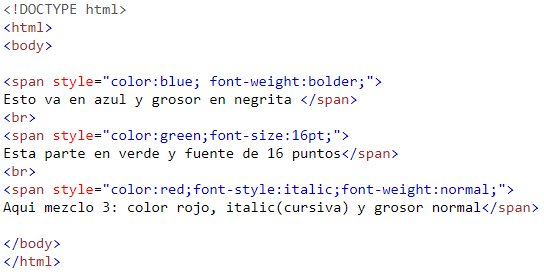 <!DOCTYPE html>
<html>
<body>
<span style="color:blue; font-weight:bolder;">
Esto va en azul y grosor en negrita </span>
<br>
<span style="color:green;font-size:16pt;">
Esta parte en verde y fuente de 16 puntos</span>
<br>
<span style="color:red;font-style:italic;font-weight:normal;">
Aqui mezclo 3: color rojo, italic(cursiva) y grosor normal</span>
</body>
</html>